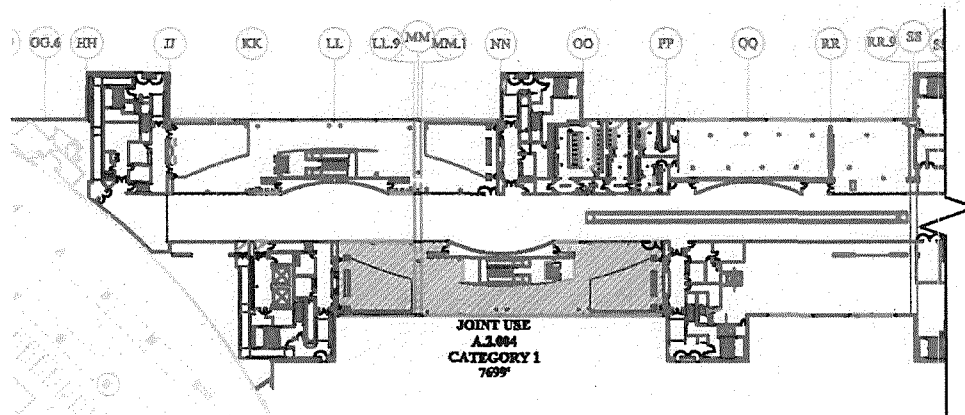 GG.6 HH JJ KK LL LL.9 MM MM.1 NN OO PP QQ RR RR.9 SS
JOINT USE
A.2.004
CATEGORY 1
7699